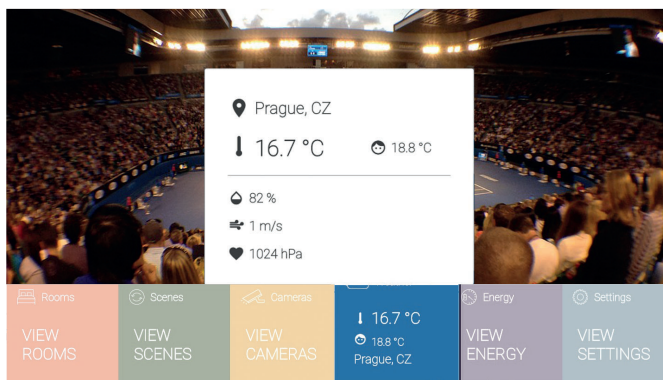 Prague, CZ
16.7 °C
18.8 °C
82 %
1 m/s
1024 hPa
Rooms
VIEW
ROOMS
Scenes
VIEW
SCENES
Cameras
VIEW
CAMERAS
16.7 °C
18.8 °C
Prague, CZ
Energy
VIEW
ENERGY
Settings
VIEW
SETTINGS